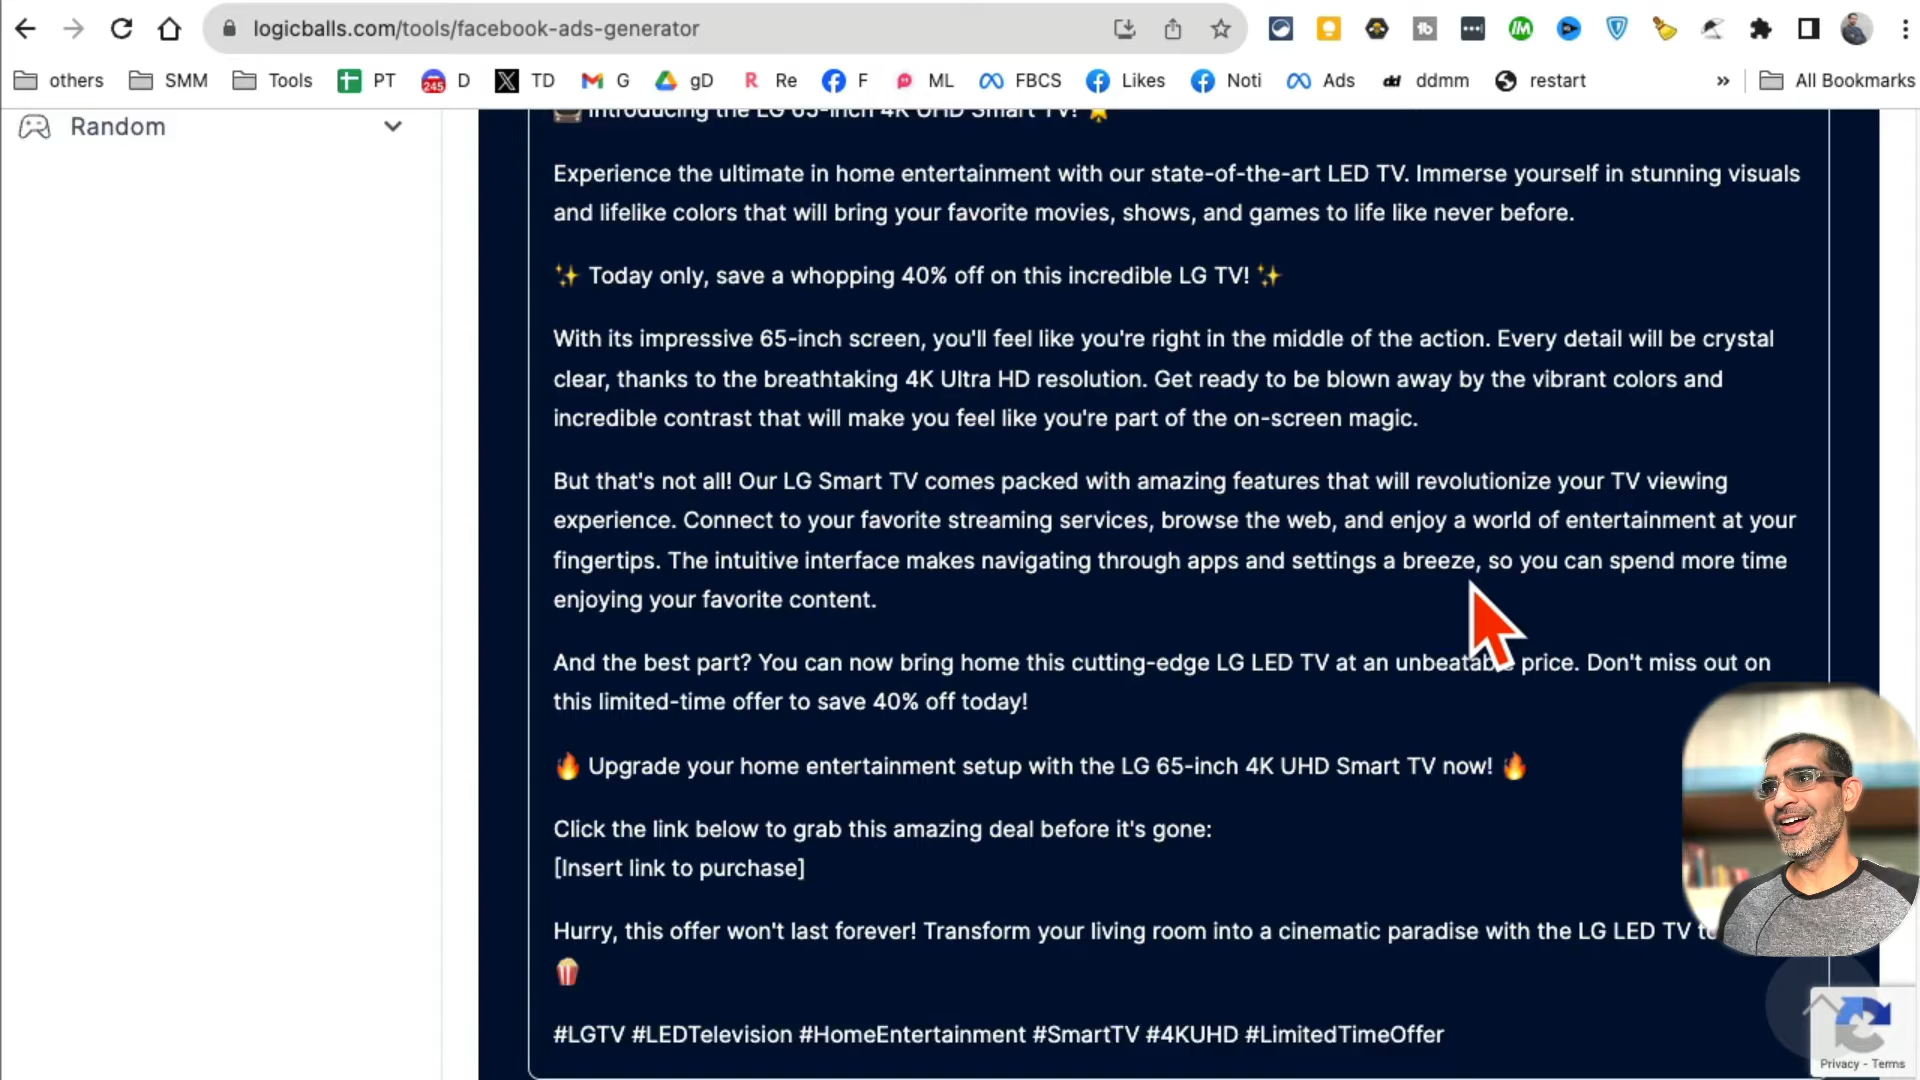 logicballs.com/tools/facebook-ads-generator
others SMM Tools PT 245 D TD G gD R Re F ML FBCS Likes Noti Ads dd ddmm restart » All Bookmarks
Random
Introducing the LG 65-inch 4K UHD Smart TV!
Experience the ultimate in home entertainment with our state-of-the-art LED TV. Immerse yourself in stunning visuals
and lifelike colors that will bring your favorite movies, shows, and games to life like never before.
✨ Today only, save a whopping 40% off on this incredible LG TV! ✨
With its impressive 65-inch screen, you'll feel like you're right in the middle of the action. Every detail will be crystal
clear, thanks to the breathtaking 4K Ultra HD resolution. Get ready to be blown away by the vibrant colors and
incredible contrast that will make you feel like you're part of the on-screen magic.
But that's not all! Our LG Smart TV comes packed with amazing features that will revolutionize your TV viewing
experience. Connect to your favorite streaming services, browse the web, and enjoy a world of entertainment at your
fingertips. The intuitive interface makes navigating through apps and settings a breeze, so you can spend more time
enjoying your favorite content.
And the best part? You can now bring home this cutting-edge LG LED TV at an unbeatable price. Don't miss out on
this limited-time offer to save 40% off today!
🔥 Upgrade your home entertainment setup with the LG 65-inch 4K UHD Smart TV now! 🔥
Click the link below to grab this amazing deal before it's gone:
[Insert link to purchase]
Hurry, this offer won't last forever! Transform your living room into a cinematic paradise with the LG LED TV
🍿
#LGTV #LEDTelevision #HomeEntertainment #SmartTV #4KUHD #LimitedTimeOffer
Privacy - Terms